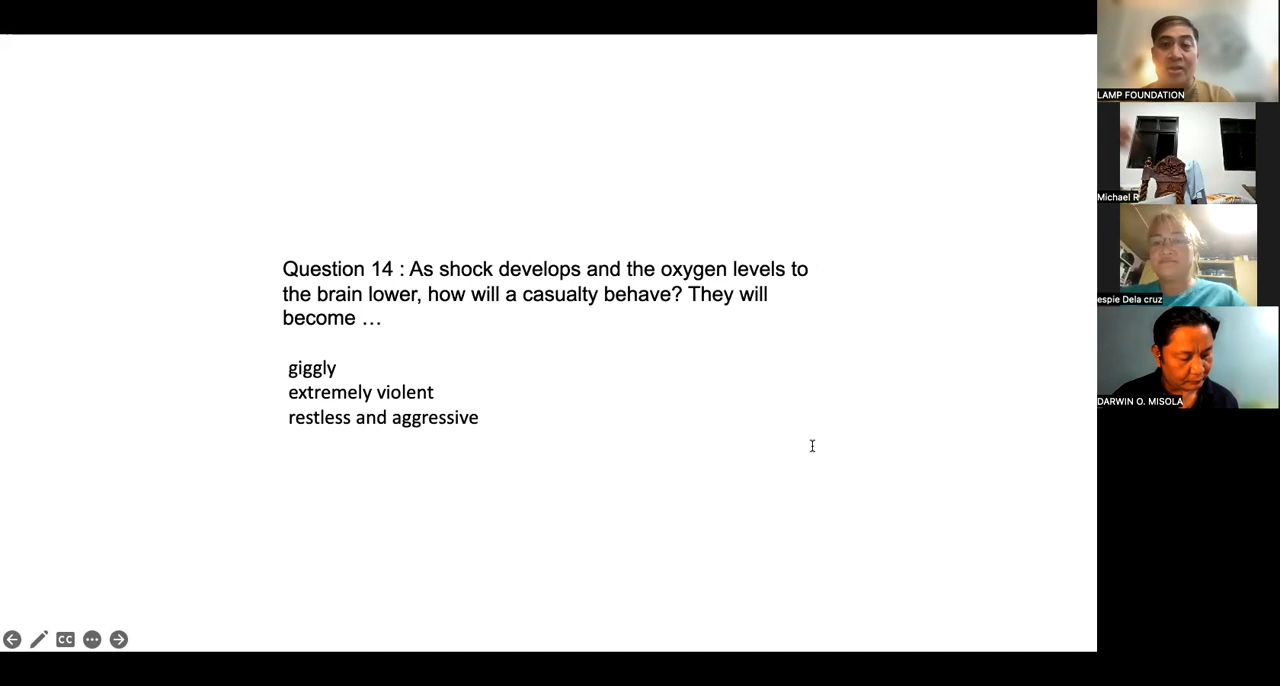 Question 14 : As shock develops and the oxygen levels to
the brain lower, how will a casualty behave? They will
become …
giggly
extremely violent
restless and aggressive
LAMP FOUNDATION
Michael R
espie Dela cruz
DARWIN O. MISOLA
CC